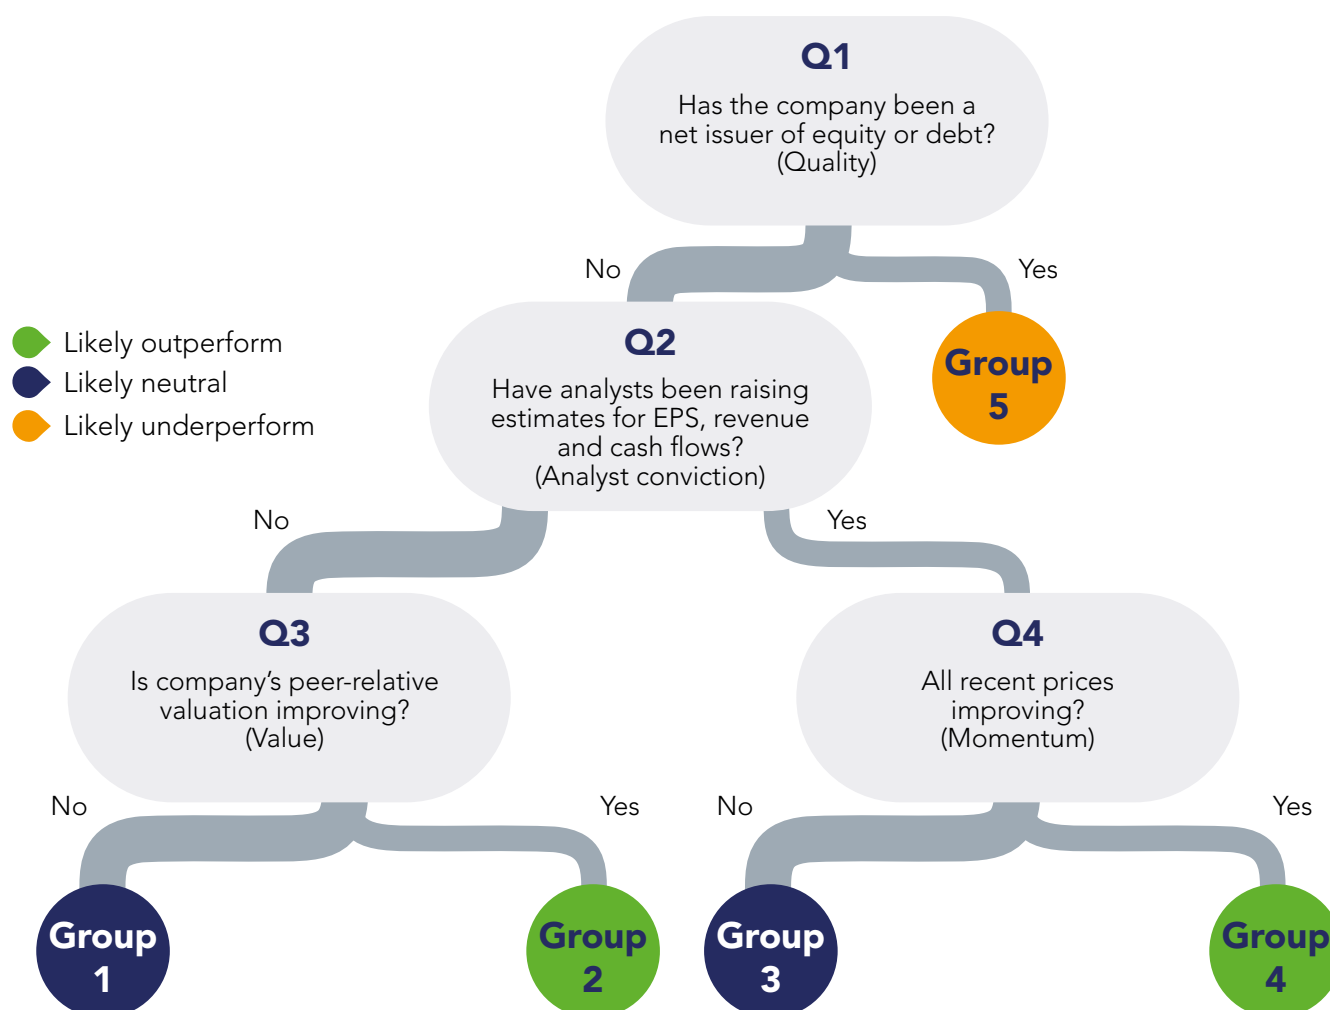 Q1
Has the company been a
net issuer of equity or debt?
(Quality)
No
Yes
Likely outperform
Likely neutral
Likely underperform
Q2
Have analysts been raising
estimates for EPS, revenue
and cash flows?
(Analyst conviction)
Group
5
No
Yes
Q3
Is company’s peer-relative
valuation improving?
(Value)
Q4
All recent prices
improving?
(Momentum)
No
Yes
No
Yes
Group
1
Group
2
Group
3
Group
4